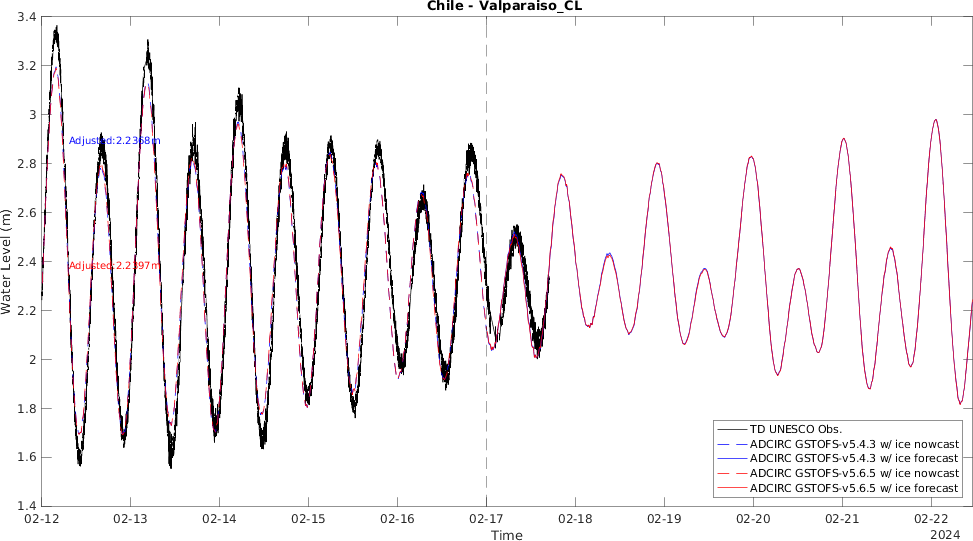 Chile - Valparaiso_CL
3.4
3.2
3
2.8
2.6
2.4
2.2
2
1.8
1.6
1.4
Water Level (m)
Adjusted:2.2368m
Adjusted:2.2397m
TD UNESCO Obs.
ADCIRC GSTOFS-v5.4.3 w/ ice nowcast
ADCIRC GSTOFS-v5.4.3 w/ ice forecast
ADCIRC GSTOFS-v5.6.5 w/ ice nowcast
ADCIRC GSTOFS-v5.6.5 w/ ice forecast
02-12 02-13 02-14 02-15 02-16 02-17 02-18 02-19 02-20 02-21 02-22
Time
2024